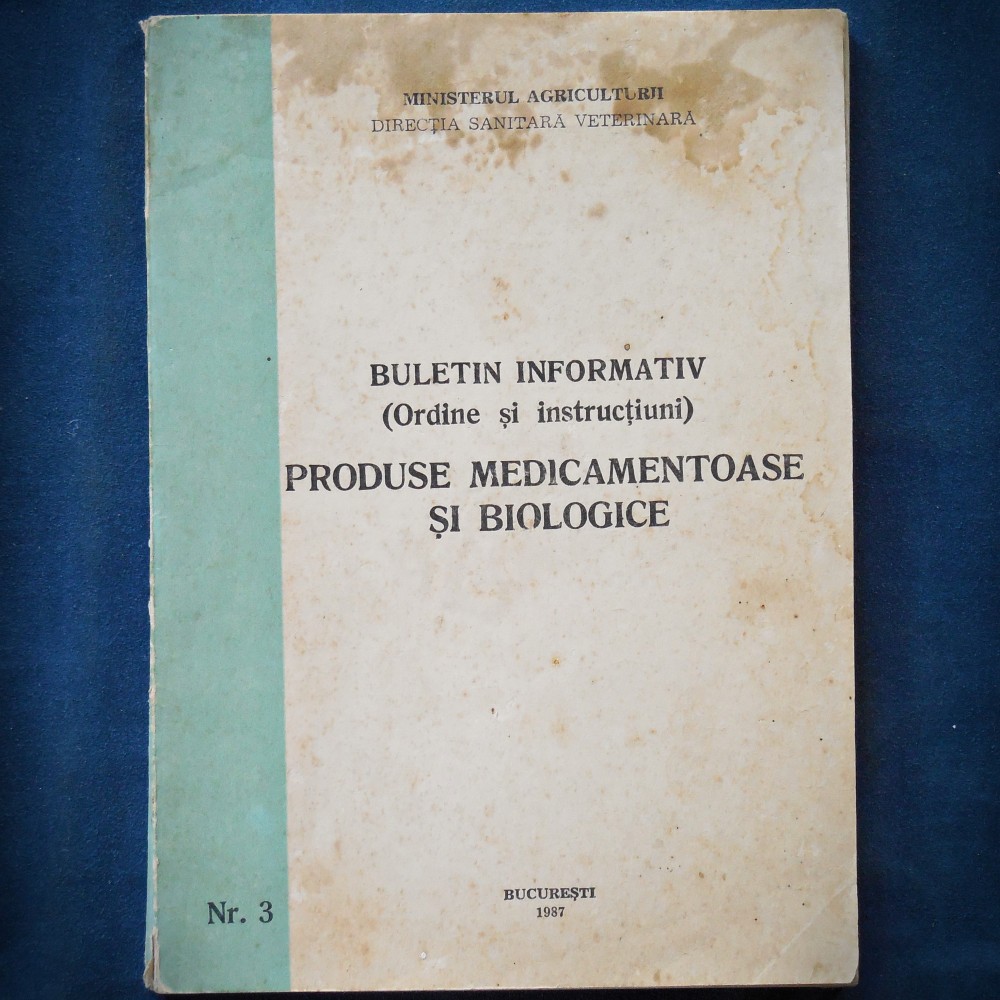 MINISTERUL AGRICULTURII
DIRECȚIA SANITARĂ VETERINARĂ
BULETIN INFORMATIV
(Ordine și instrucțiuni)
PRODUSE MEDICAMENTOASE
ȘI BIOLOGICE
Nr. 3
BUCUREȘTI
1987